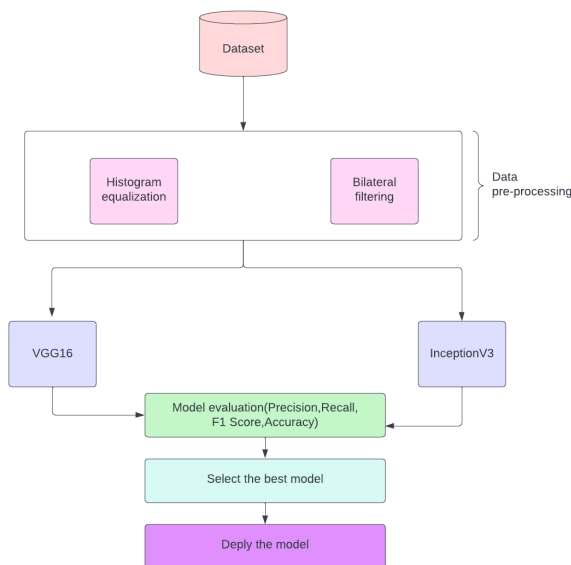 Dataset
Histogram
equalization
Bilateral
filtering
Data
pre-processing
VGG16
InceptionV3
Model evaluation(Precision,Recall,
F1 Score,Accuracy)
Select the best model
Deply the model